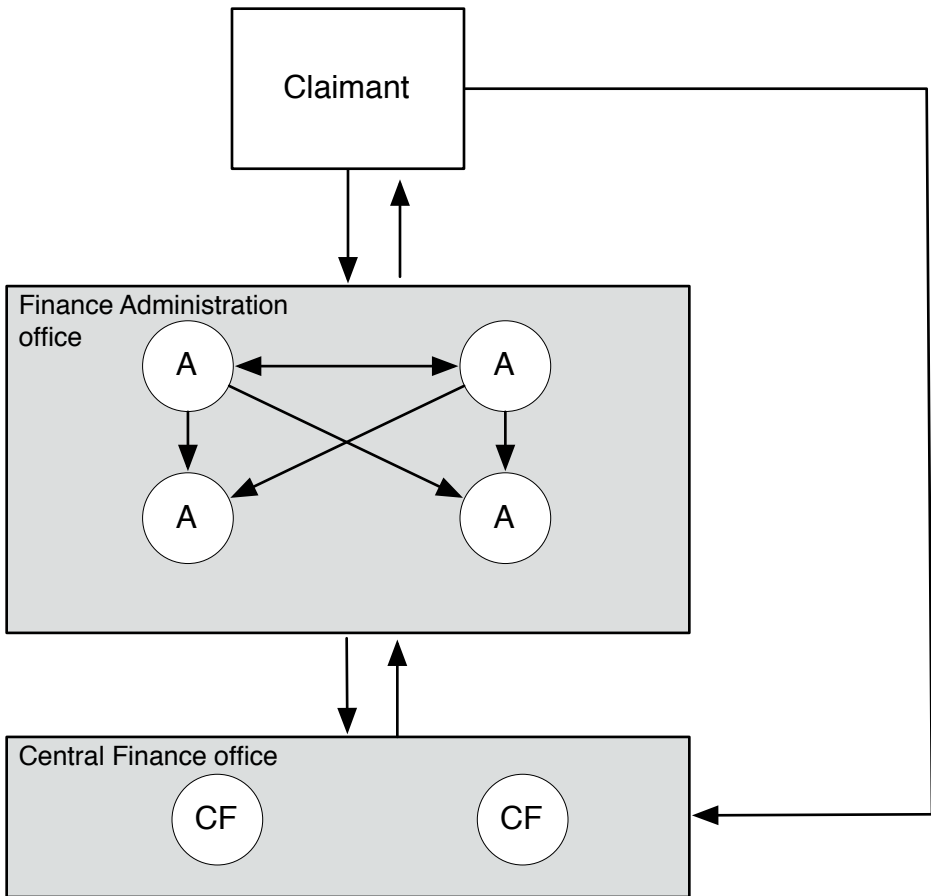 Claimant
Finance Administration
office
A
A
A
A
Central Finance office
CF
CF